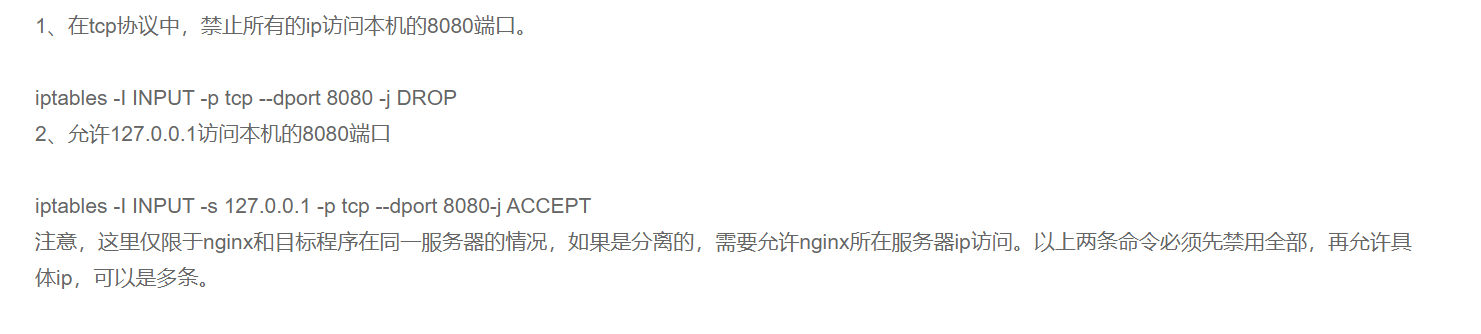 1、在tcp协议中，禁止所有的ip访问本机的8080端口。
iptables -I INPUT -p tcp --dport 8080 -j DROP
2、允许127.0.0.1访问本机的8080端口
iptables -I INPUT -s 127.0.0.1 -p tcp --dport 8080-j ACCEPT
注意，这里仅限于nginx和目标程序在同一服务器的情况，如果是分离的，需要允许nginx所在服务器ip访问。以上两条命令必须先禁用全部，再允许具
体ip，可以是多条。